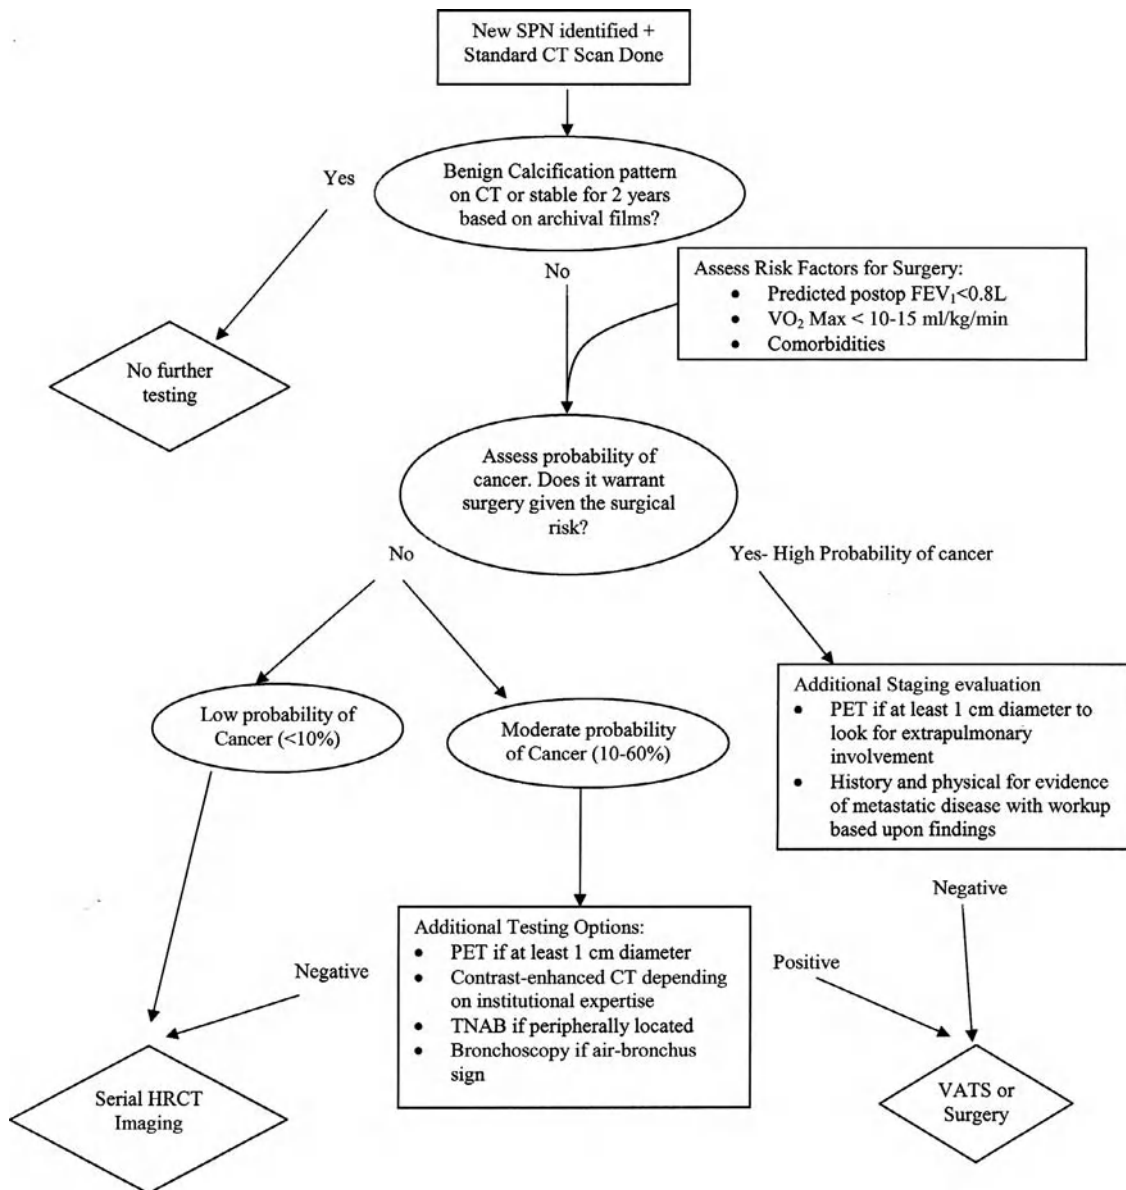 New SPN identified +
Standard CT Scan Done
Yes
Benign Calcification pattern
on CT or stable for 2 years
based on archival films?
No
Assess Risk Factors for Surgery:
• Predicted postop FEV₁<0.8L
• VO₂ Max < 10-15 ml/kg/min
• Comorbidities
No further
testing
Assess probability of
cancer. Does it warrant
surgery given the surgical
risk?
No
Yes- High Probability of cancer
Low probability of
Cancer (<10%)
Moderate probability
of Cancer (10-60%)
Additional Staging evaluation
• PET if at least 1 cm diameter to
look for extrapulmonary
involvement
• History and physical for evidence
of metastatic disease with workup
based upon findings
Negative
Additional Testing Options:
• PET if at least 1 cm diameter
• Contrast-enhanced CT depending
on institutional expertise
• TNAB if peripherally located
• Bronchoscopy if air-bronchus
sign
Negative
Positive
Serial HRCT
Imaging
VATS or
Surgery